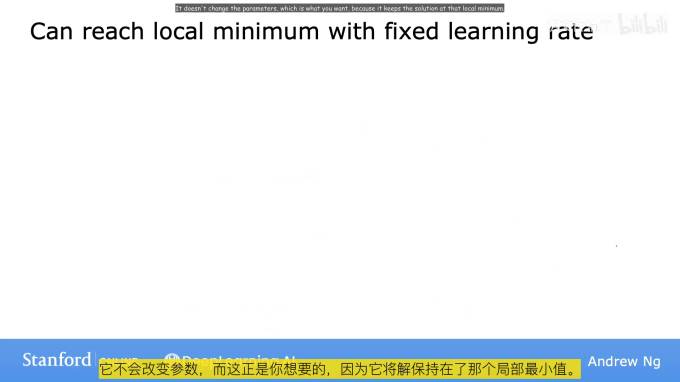 It doesn't change the parameters, which is what you want, because it keeps the solution at that local minimum.
Can reach local minimum with fixed learning rate
bilibili
Stanford
DeepLearning.AI
Andrew Ng
它不会改变参数，而这正是你想要的，因为它将解保持在了那个局部最小值。